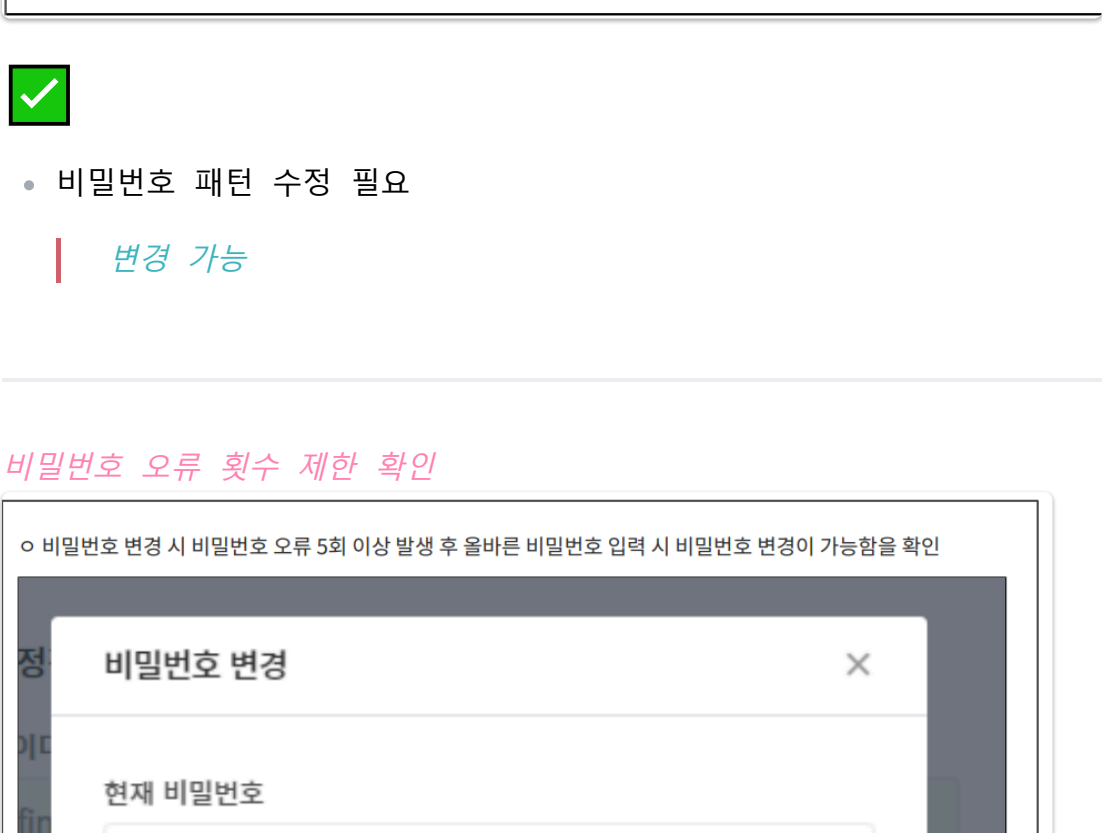 비밀번호 패턴 수정 필요
변경 가능
비밀번호 오류 횟수 제한 확인
ㅇ 비밀번호 변경 시 비밀번호 오류 5회 이상 발생 후 올바른 비밀번호 입력 시 비밀번호 변경이 가능함을 확인
비밀번호 변경
현재 비밀번호